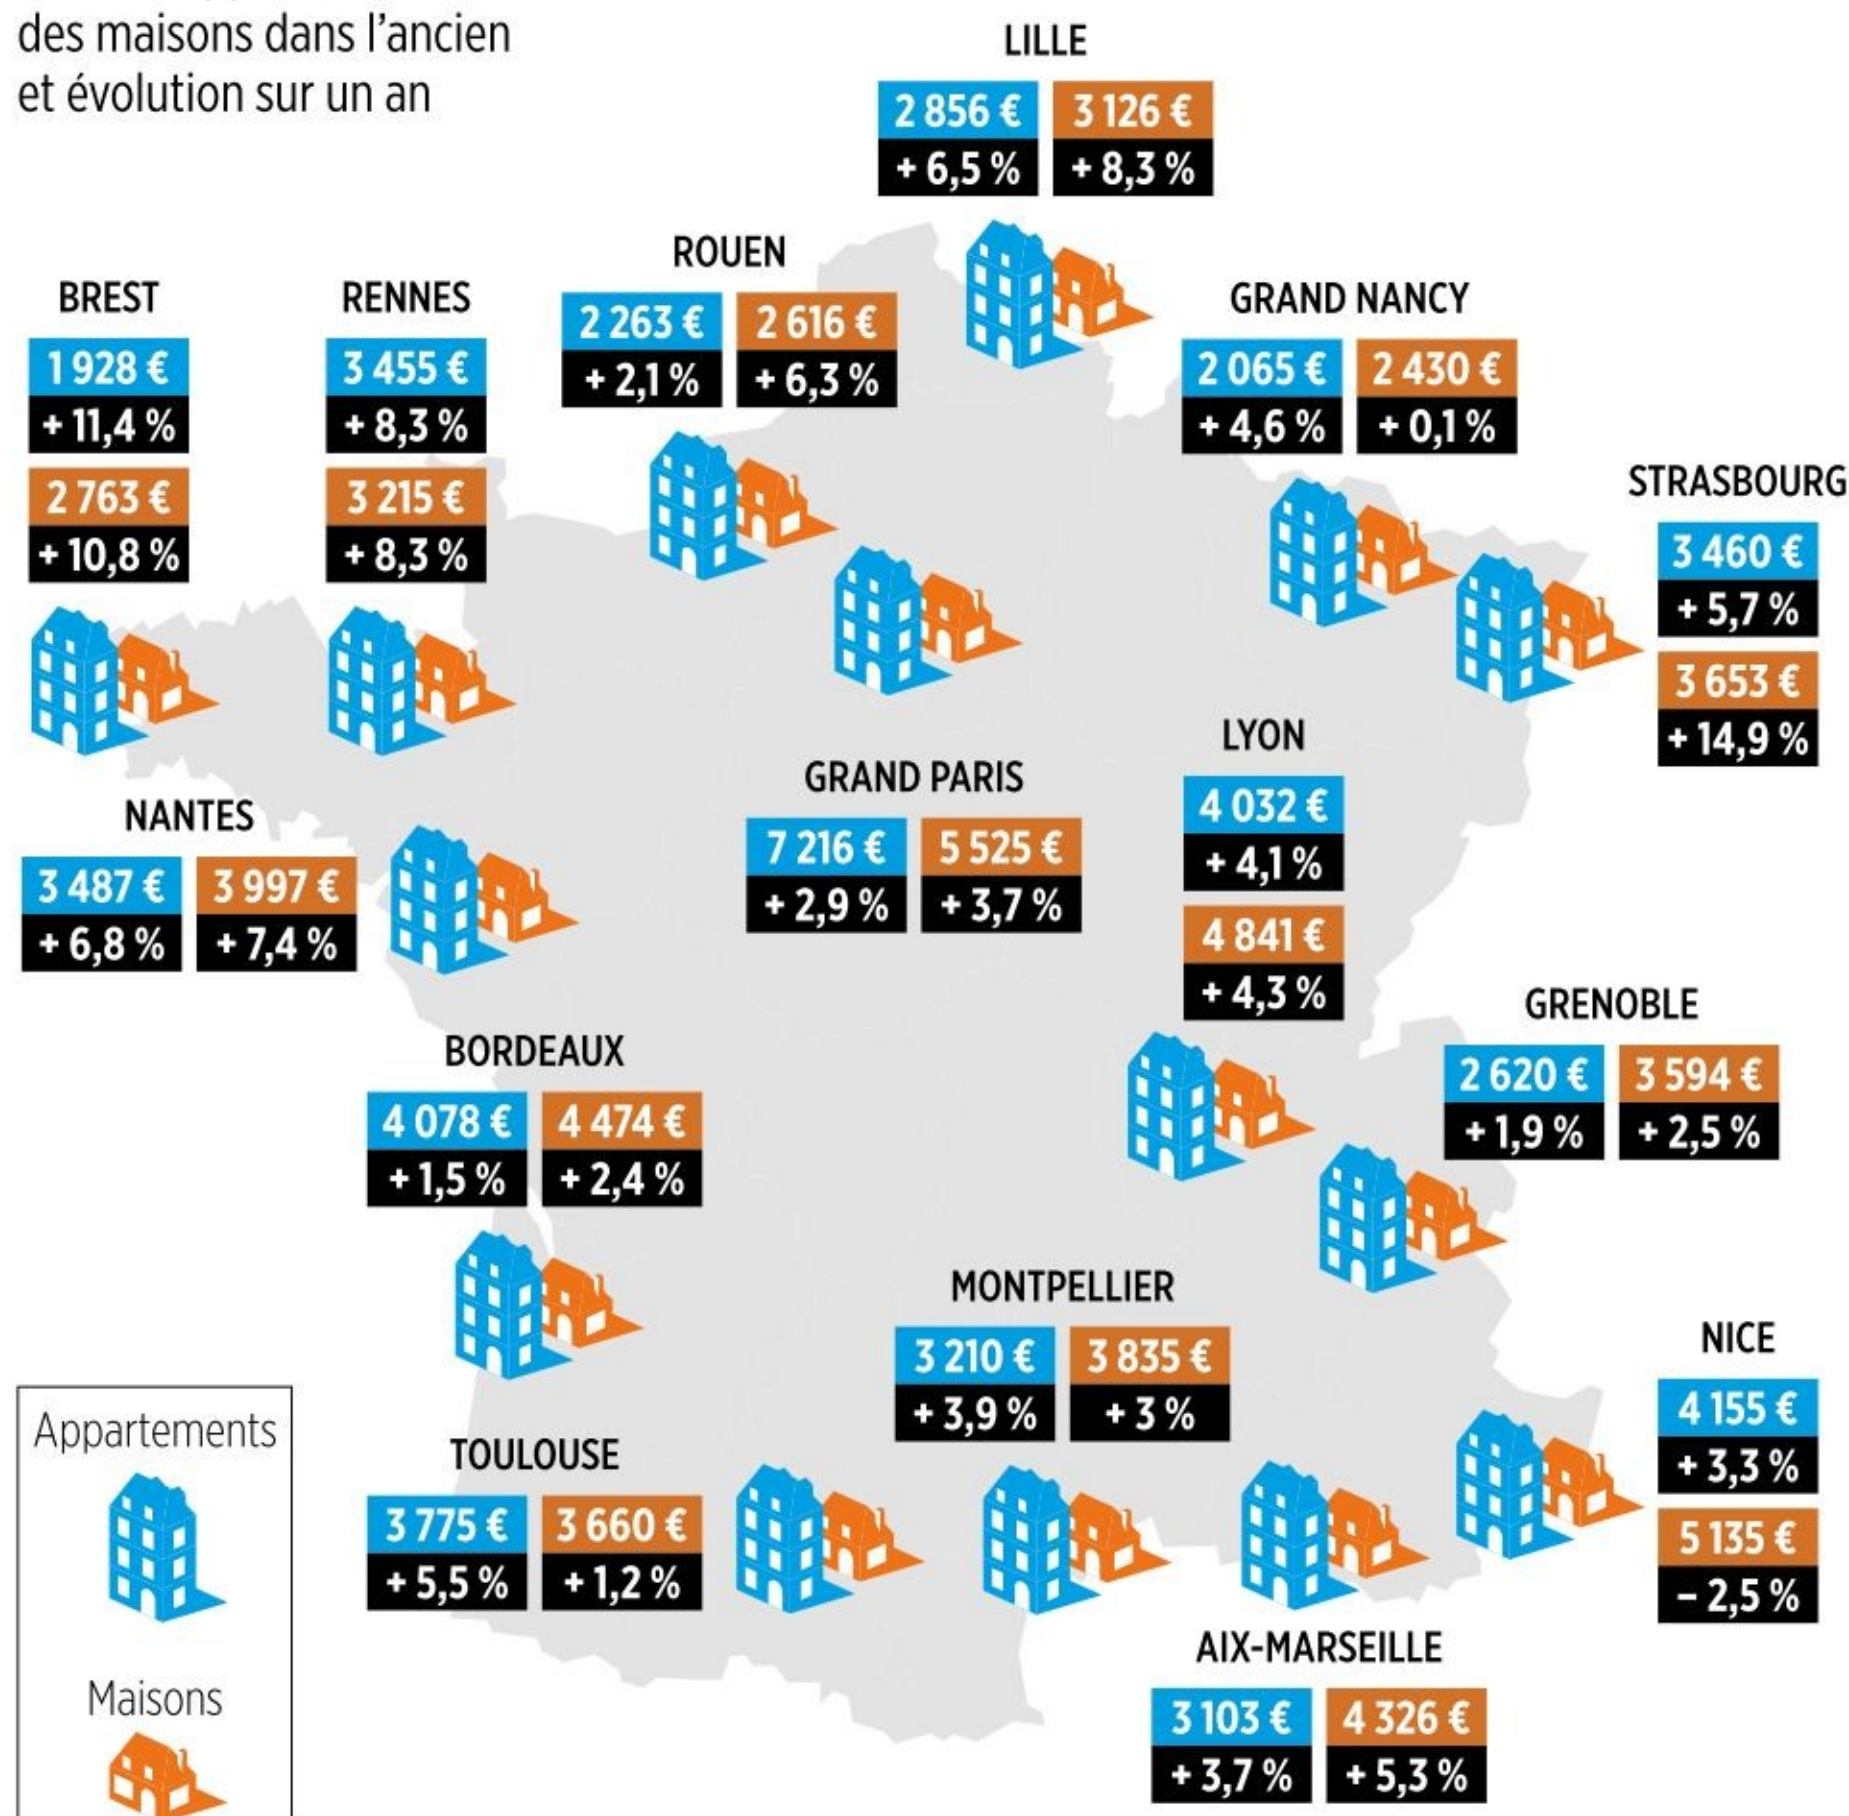 des maisons dans l'ancien
et évolution sur un an
LILLE
2 856 € 3 126 €
+ 6,5 % + 8,3 %
ROUEN
2 263 € 2 616 €
+ 2,1 % + 6,3 %
BREST
1 928 €
+ 11,4 %
2 763 €
+ 10,8 %
RENNES
3 455 €
+ 8,3 %
3 215 €
+ 8,3 %
GRAND NANCY
2 065 € 2 430 €
+ 4,6 % + 0,1 %
STRASBOURG
3 460 €
+ 5,7 %
3 653 €
+ 14,9 %
NANTES
3 487 € 3 997 €
+ 6,8 % + 7,4 %
GRAND PARIS
7 216 € 5 525 €
+ 2,9 % + 3,7 %
LYON
4 032 €
+ 4,1 %
4 841 €
+ 4,3 %
GRENOBLE
2 620 € 3 594 €
+ 1,9 % + 2,5 %
BORDEAUX
4 078 € 4 474 €
+ 1,5 % + 2,4 %
MONTPELLIER
3 210 € 3 835 €
+ 3,9 % + 3 %
NICE
4 155 €
+ 3,3 %
5 135 €
− 2,5 %
TOULOUSE
3 775 € 3 660 €
+ 5,5 % + 1,2 %
AIX-MARSEILLE
3 103 € 4 326 €
+ 3,7 % + 5,3 %
Appartements
Maisons